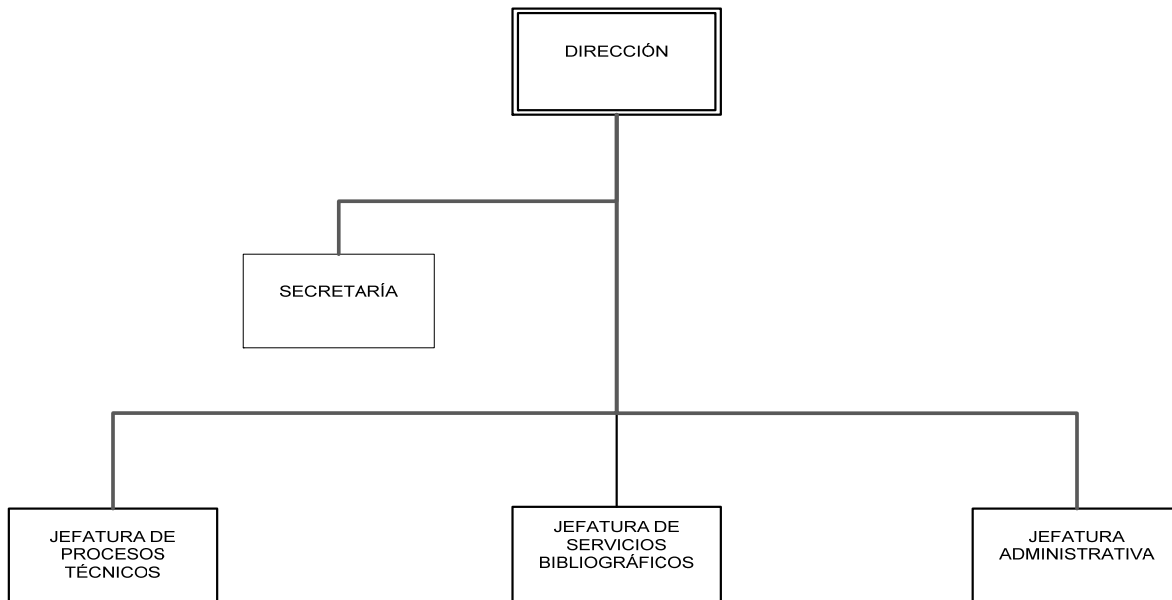 DIRECCIÓN
SECRETARÍA
JEFATURA DE
PROCESOS
TÉCNICOS
JEFATURA DE
SERVICIOS
BIBLIOGRÁFICOS
JEFATURA
ADMINISTRATIVA